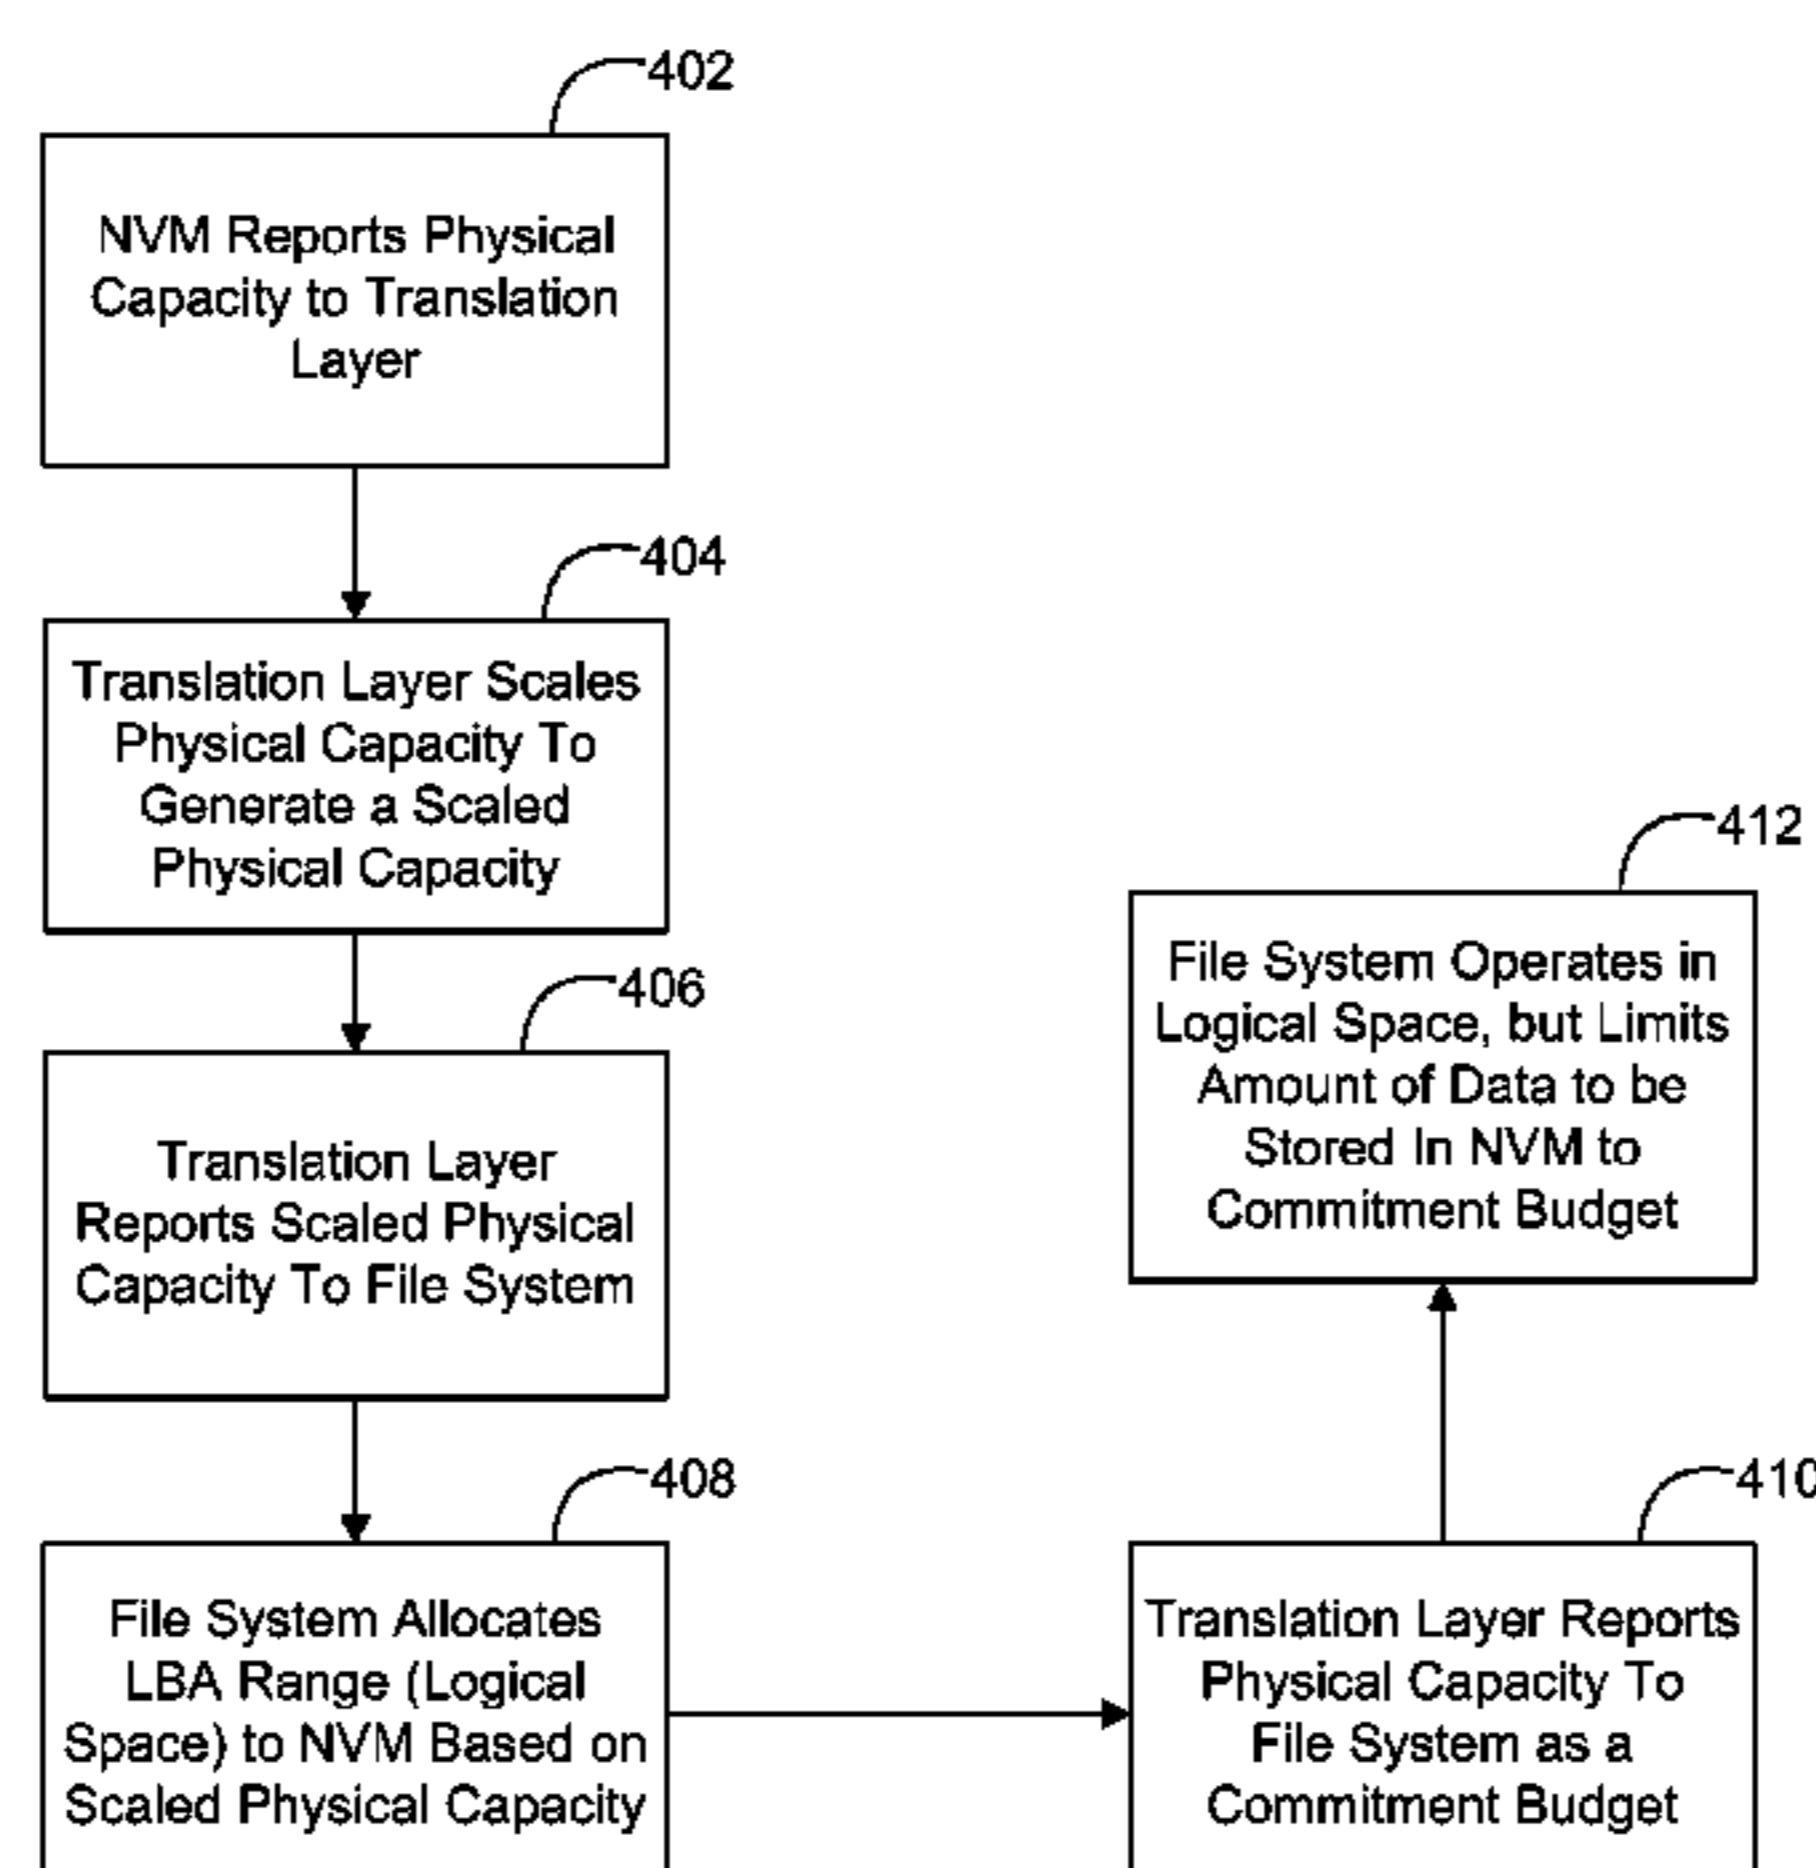 402
NVM Reports Physical
Capacity to Translation
Layer
404
Translation Layer Scales
Physical Capacity To
Generate a Scaled
Physical Capacity
406
Translation Layer
Reports Scaled Physical
Capacity To File System
408
File System Allocates
LBA Range (Logical
Space) to NVM Based on
Scaled Physical Capacity
410
Translation Layer Reports
Physical Capacity To
File System as a
Commitment Budget
412
File System Operates in
Logical Space, but Limits
Amount of Data to be
Stored In NVM to
Commitment Budget